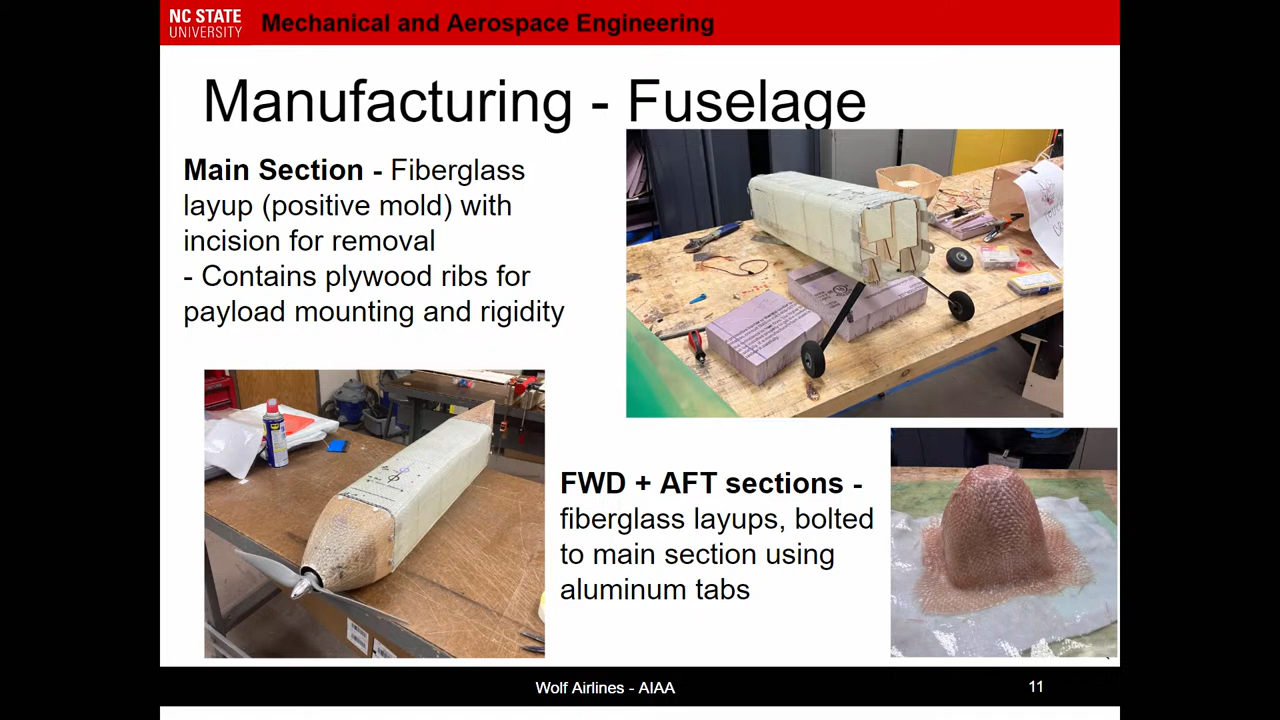 NC STATE
UNIVERSITY
Mechanical and Aerospace Engineering
Manufacturing - Fuselage
Main Section - Fiberglass
layup (positive mold) with
incision for removal
- Contains plywood ribs for
payload mounting and rigidity
FWD + AFT sections -
fiberglass layups, bolted
to main section using
aluminum tabs
Wolf Airlines - AIAA
11